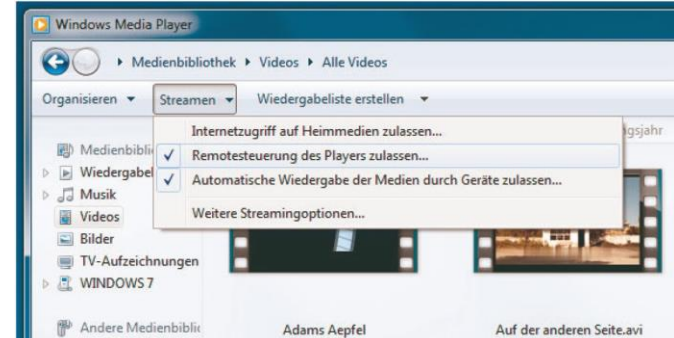 Windows Media Player
Medienbibliothek Videos Alle Videos
Organisieren Streamen Wiedergabeliste erstellen
Internetzugriff auf Heimmedien zulassen...
Remotesteuerung des Players zulassen...
Automatische Wiedergabe der Medien durch Geräte zulassen...
Weitere Streamingoptionen...
Musik
Videos
Bilder
TV-Aufzeichnungen
WINDOWS 7
Andere
Adams Aepfel Auf der anderen Seite.avi